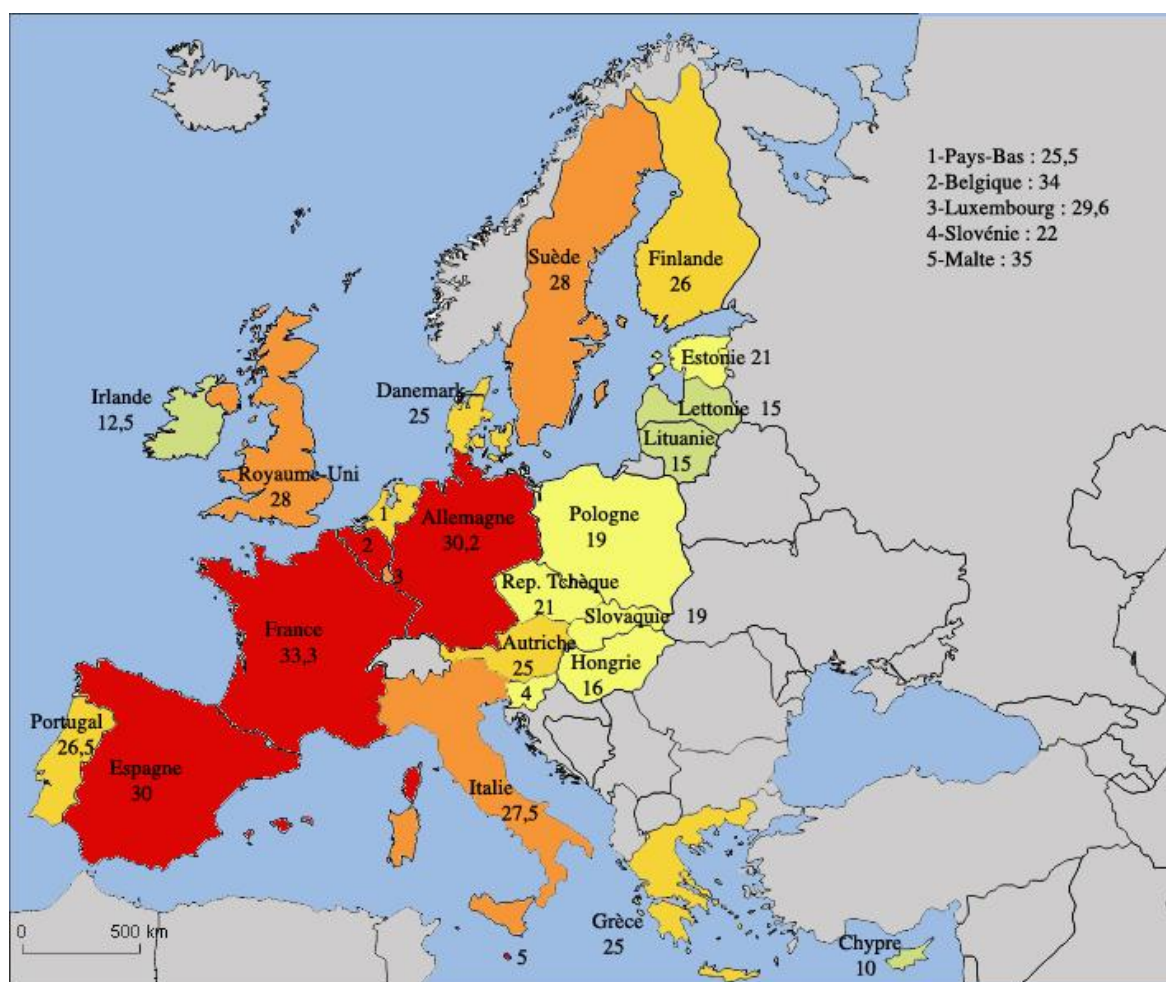 1-Pays-Bas : 25,5
2-Belgique : 34
3-Luxembourg : 29,6
4-Slovénie : 22
5-Malte : 35
Suède
28
Finlande
26
Estonie 21
Lettonie 15
Lituanie
15
Danemark
25
Irlande
12,5
Royaume-Uni
28
1
2
3
Allemagne
30,2
Pologne
19
Rep. Tchèque
21
Slovaquie 19
Autriche
25
Hongrie
16
4
France
33,3
Portugal
26,5
Espagne
30
Italie
27,5
Grèce
25
Chypre
10
5
0 500 km